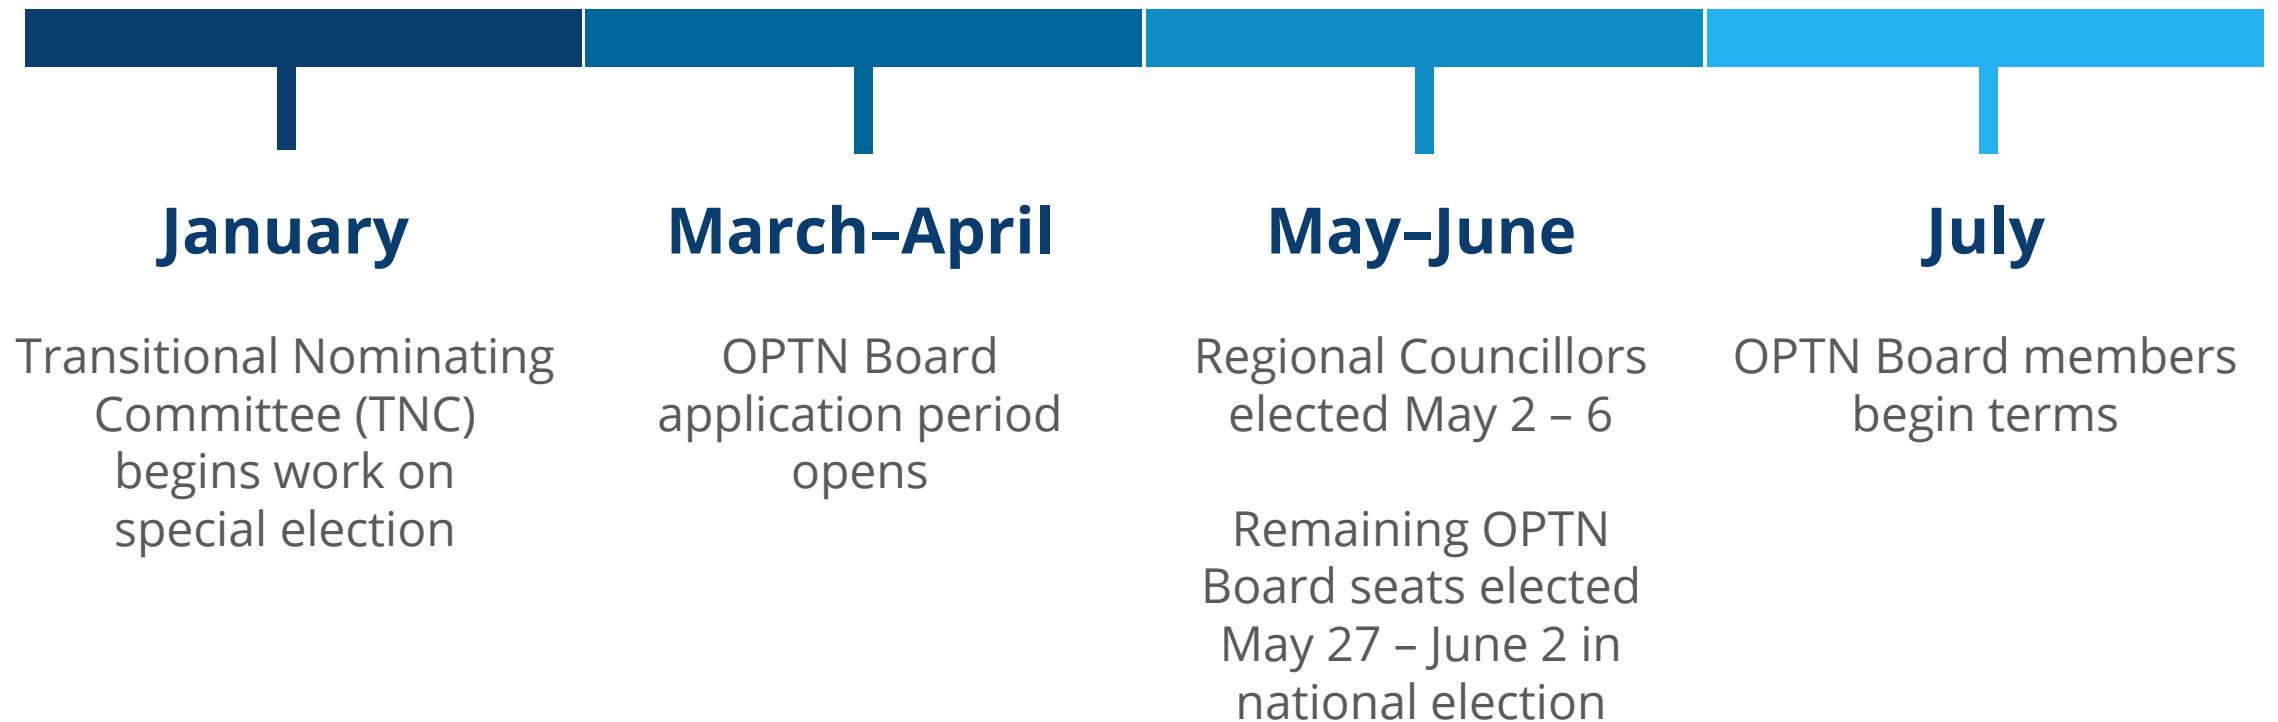 January
Transitional Nominating
Committee (TNC)
begins work on
special election
March–April
OPTN Board
application period
opens
May–June
Regional Councillors
elected May 2 – 6
Remaining OPTN
Board seats elected
May 27 – June 2 in
national election
July
OPTN Board members
begin terms